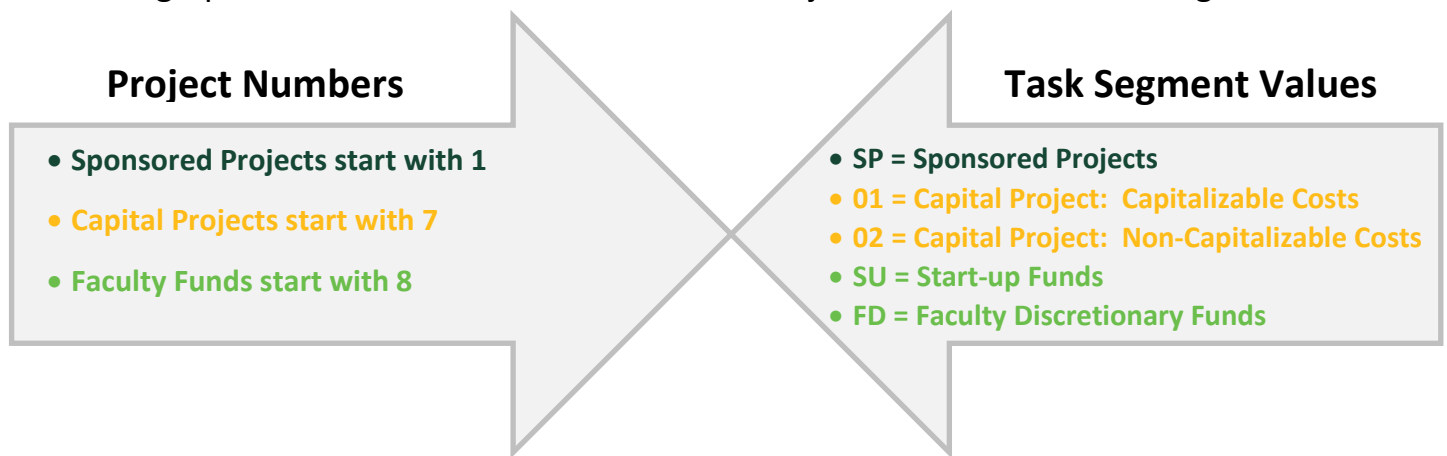 Project Numbers
• Sponsored Projects start with 1
• Capital Projects start with 7
• Faculty Funds start with 8
Task Segment Values
• SP = Sponsored Projects
• 01 = Capital Project: Capitalizable Costs
• 02 = Capital Project: Non-Capitalizable Costs
• SU = Start-up Funds
• FD = Faculty Discretionary Funds